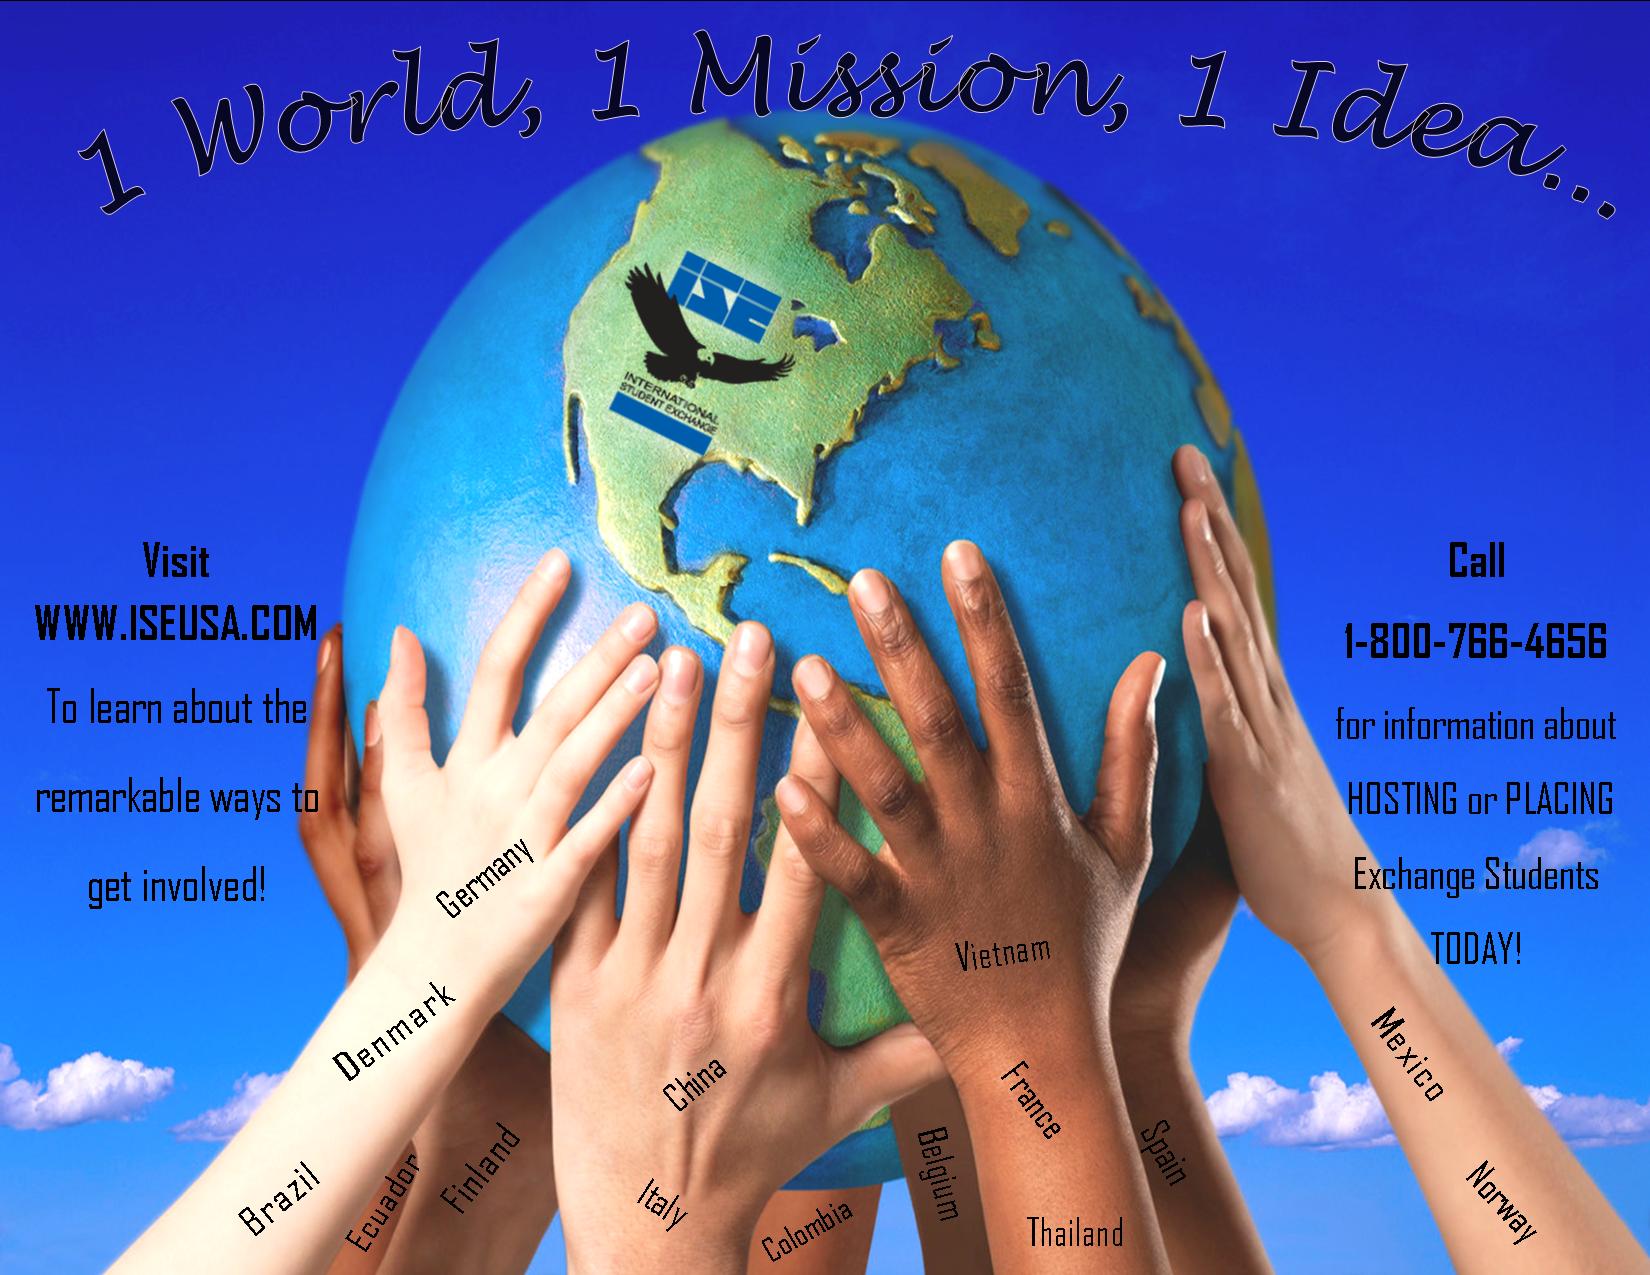 1 World, 1 Mission, 1 Idea...
ISE
INTERNATIONAL
STUDENT EXCHANGE
Visit
WWW.ISEUSA.COM
To learn about the
remarkable ways to
get involved!
Call
1-800-766-4656
for information about
HOSTING or PLACING
Exchange Students
TODAY!
Germany
Denmark
Brazil
Ecuador
Finland
China
Italy
Colombia
Vietnam
France
Belgium
Thailand
Spain
Mexico
Norway